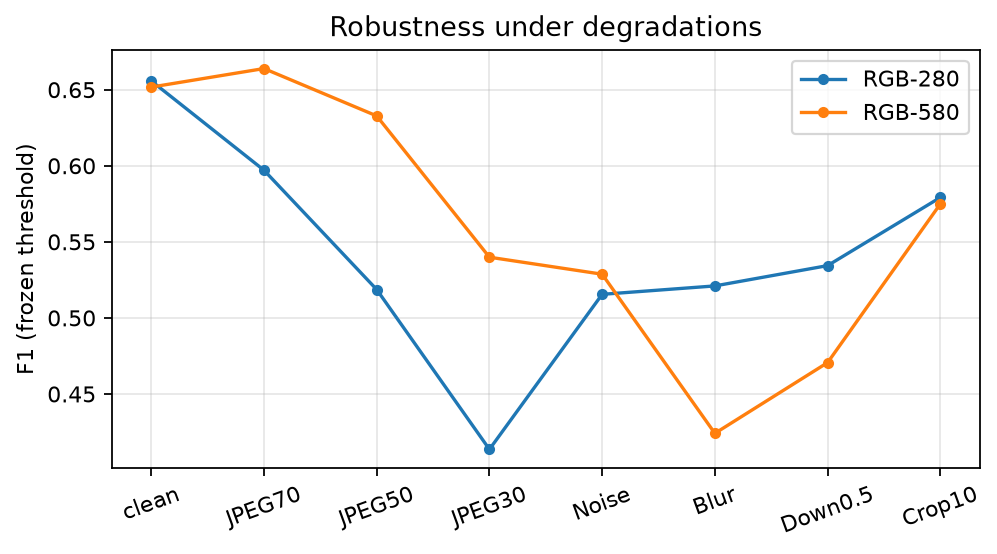 Robustness under degradations
F1 (frozen threshold)
0.65
0.60
0.55
0.50
0.45
RGB-280
RGB-580
clean
JPEG70
JPEG50
JPEG30
Noise
Blur
Down0.5
Crop10